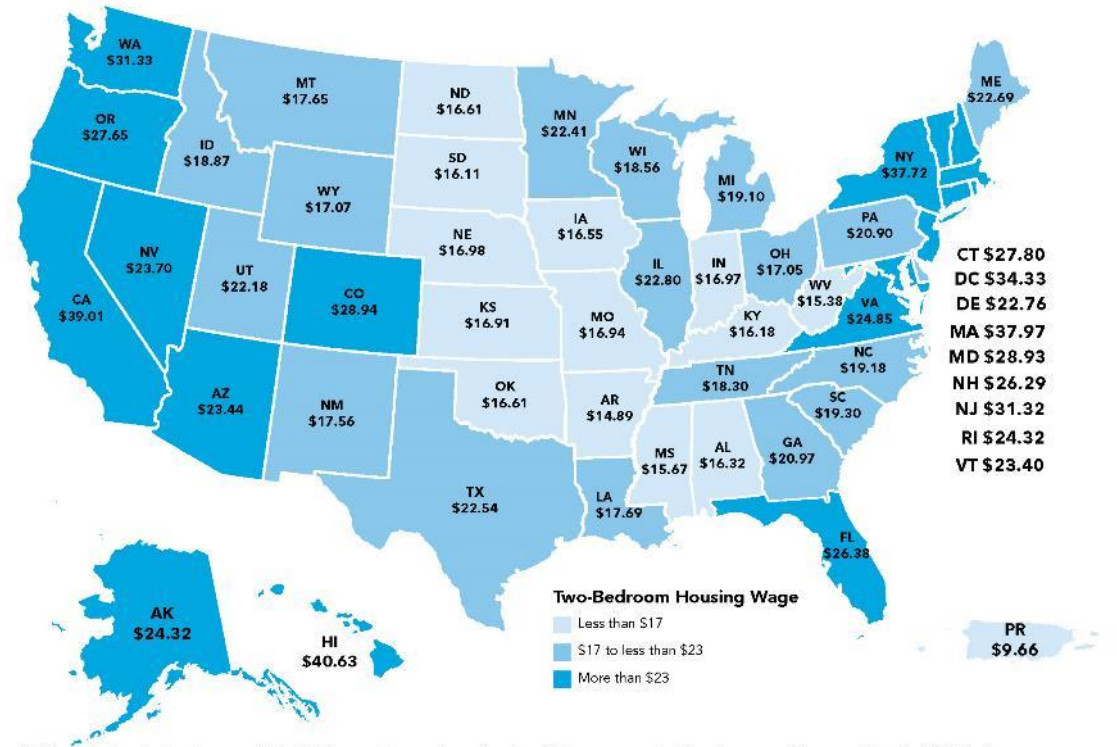 WA
$31.33
OR
$27.65
CA
$39.01
NV
$23.70
ID
$18.87
MT
$17.65
WY
$17.07
UT
$22.18
CO
$28.94
AZ
$23.44
NM
$17.56
ND
$16.61
SD
$16.11
NE
$16.98
KS
$16.91
OK
$16.61
TX
$22.54
MN
$22.41
IA
$16.55
MO
$16.94
AR
$14.89
LA
$17.69
WI
$18.56
IL
$22.80
MI
$19.10
IN
$16.97
OH
$17.05
KY
$16.18
TN
$18.30
MS
$15.67
AL
$16.32
GA
$20.97
FL
$26.38
SC
$19.30
NC
$19.18
VA
$24.85
WV
$15.38
PA
$20.90
NY
$37.72
ME
$22.69
CT $27.80
DC $34.33
DE $22.76
MA $37.97
MD $28.93
NH $26.29
NJ $31.32
RI $24.32
VT $23.40
AK
$24.32
HI
$40.63
Two-Bedroom Housing Wage
Less than $17
$17 to less than $23
More than $23
PR
$9.66